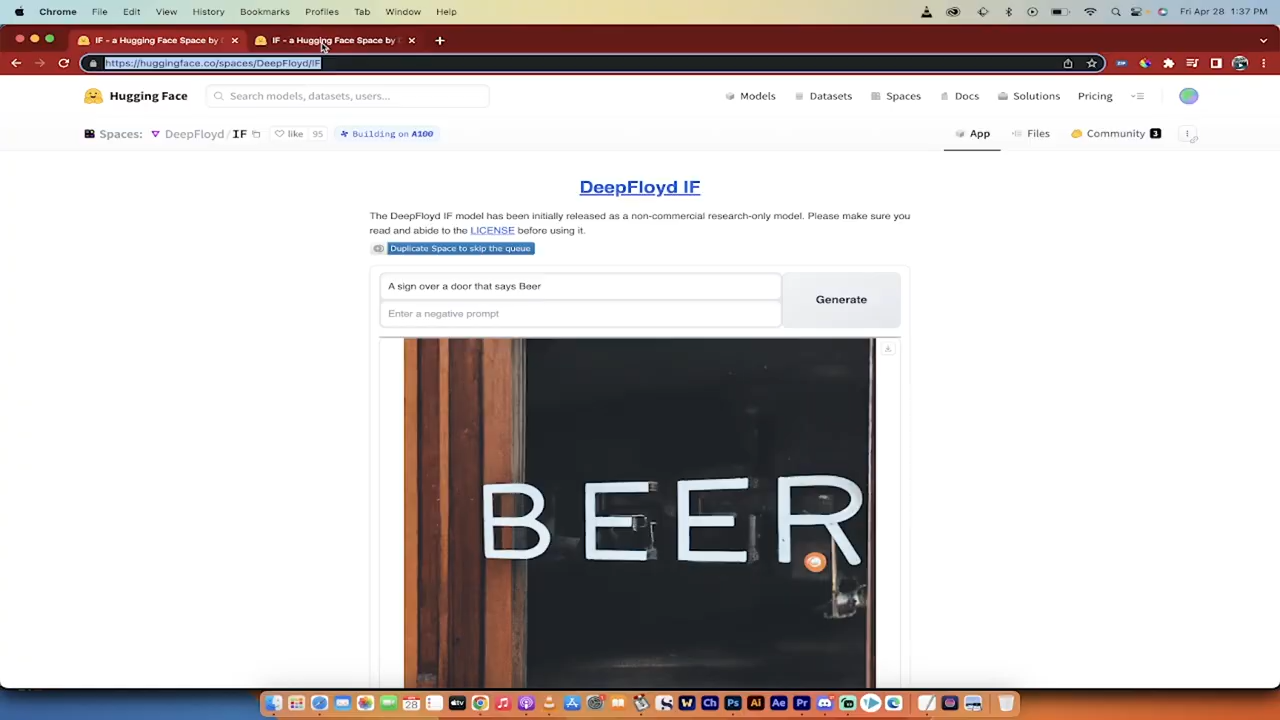 Chrome File Edit View History Bookmarks Profiles Tab Window Help Fri Apr 28 1:37 PM
IF - a Hugging Face Space by IF - a Hugging Face Space by
https://huggingface.co/spaces/DeepFloyd/IF
Hugging Face Search models, datasets, users... Models Datasets Spaces Docs Solutions Pricing
Spaces: DeepFloyd/IF like 95 Building on A100 App Files Community 3
DeepFloyd IF
The DeepFloyd IF model has been initially released as a non-commercial research-only model. Please make sure you
read and abide to the LICENSE before using it.
Duplicate Space to skip the queue
A sign over a door that says Beer
Enter a negative prompt
Generate
BEER